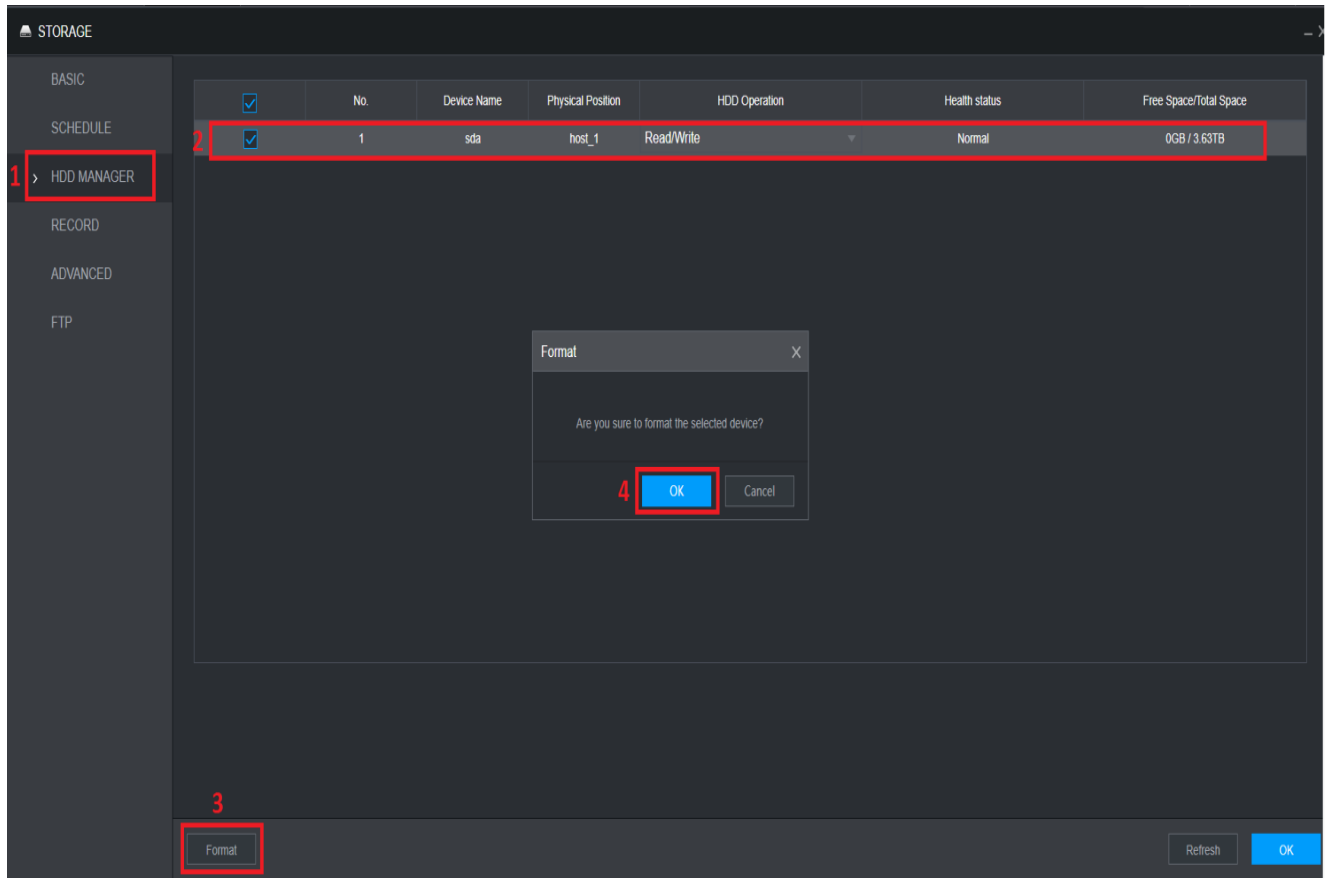 STORAGE
BASIC
SCHEDULE
1 HDD MANAGER
RECORD
ADVANCED
FTP
No. Device Name Physical Position HDD Operation Health status Free Space/Total Space
2 1 sda host_1 Read/Write Normal 0GB / 3.63TB
Format X
Are you sure to format the selected device?
4 OK Cancel
3
Format Refresh OK